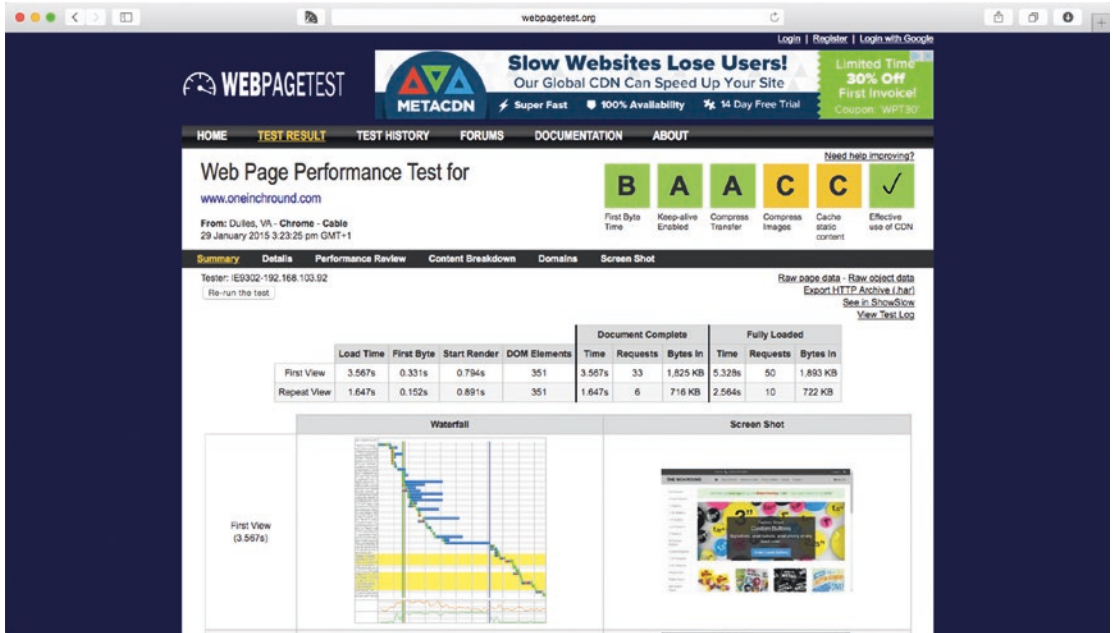 webpagetest.org
Login | Register | Login with Google
WEBPAGETEST
METACDN
Slow Websites Lose Users!
Our Global CDN Can Speed Up Your Site
Super Fast 100% Availability 14 Day Free Trial
Limited Time
30% Off
First Invoice!
Coupon: 'WPT30'
HOME TEST RESULT TEST HISTORY FORUMS DOCUMENTATION ABOUT
Need help improving?
Web Page Performance Test for
www.oneinchround.com
From: Dulles, VA - Chrome - Cable
29 January 2015 3:23:25 pm GMT+1
B A A C C ✓
First Byte Time
Keep-alive Enabled
Compress Transfer
Compress Images
Cache static content
Effective use of CDN
Summary Details Performance Review Content Breakdown Domains Screen Shot
Tester: IE9302-192.168.103.92
Re-run the test
Raw page data - Raw object data
Export HTTP Archive (.har)
See in ShowSlow
View Test Log
Document Complete Fully Loaded
Load Time First Byte Start Render DOM Elements Time Requests Bytes In Time Requests Bytes In
First View 3.567s 0.331s 0.794s 351 3.567s 33 1,825 KB 5.328s 50 1,893 KB
Repeat View 1.647s 0.152s 0.891s 351 1.647s 6 716 KB 2.564s 10 722 KB
Waterfall Screen Shot
First View
(3.567s)
Custom Buttons